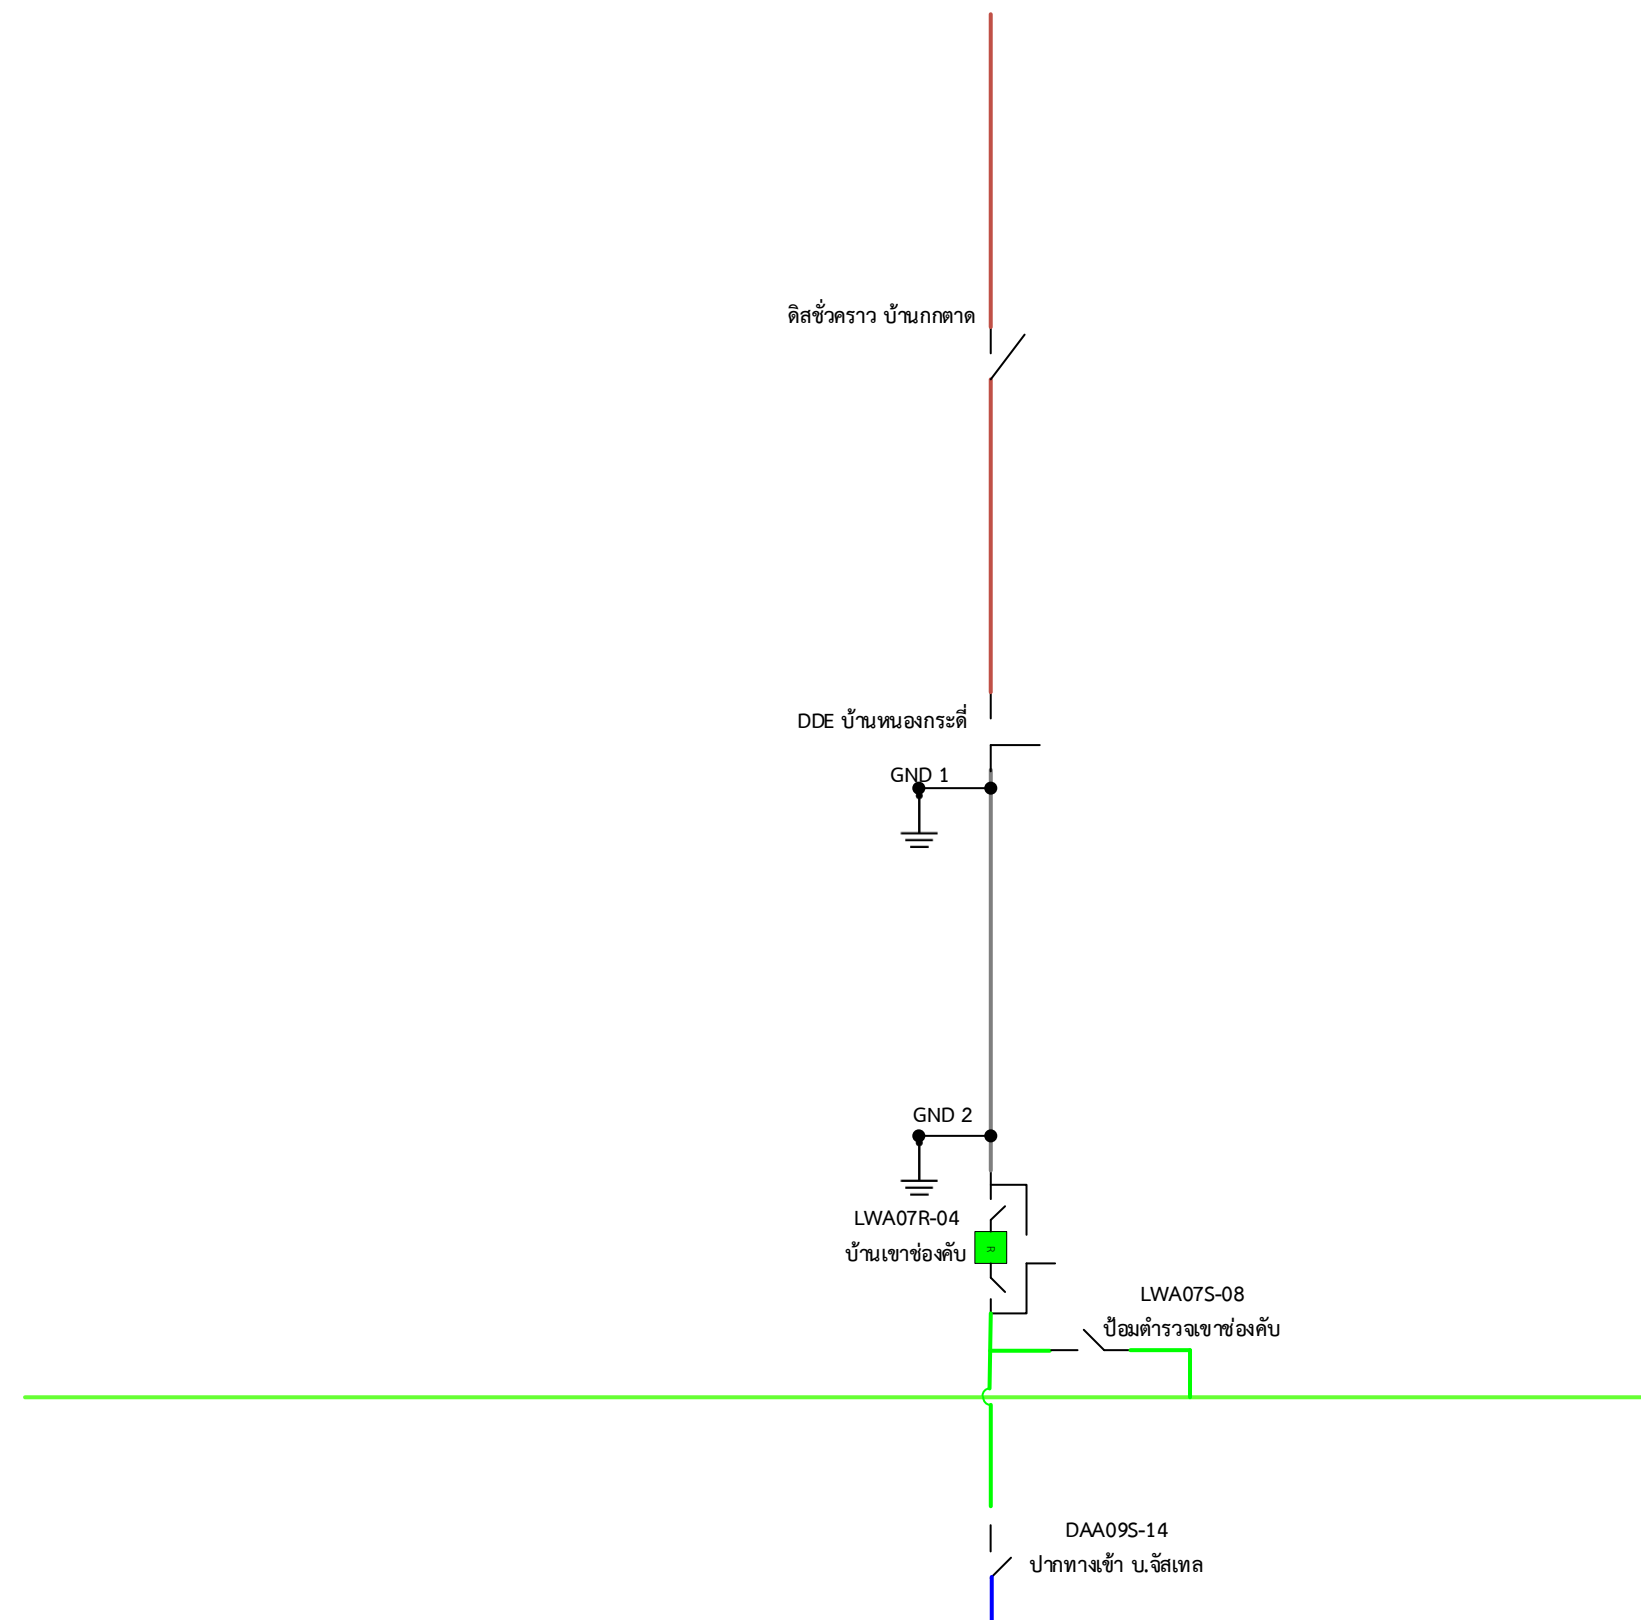 ดิสชั่วคราว บ้านกกตาด
DDE บ้านหนองกระดี่
GND 1
GND 2
LWA07R-04
บ้านเขาช่องคับ
R
LWA07S-08
ป้อมตำรวจเขาช่องคับ
DAA09S-14
ปากทางเข้า บ.จัสเทล